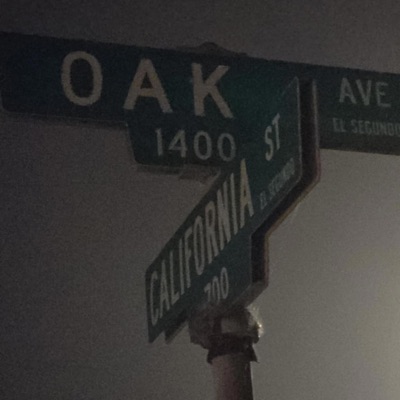 OAK AVE
1400 EL SEGUNDO
CALIFORNIA ST
700 EL SEGUNDO